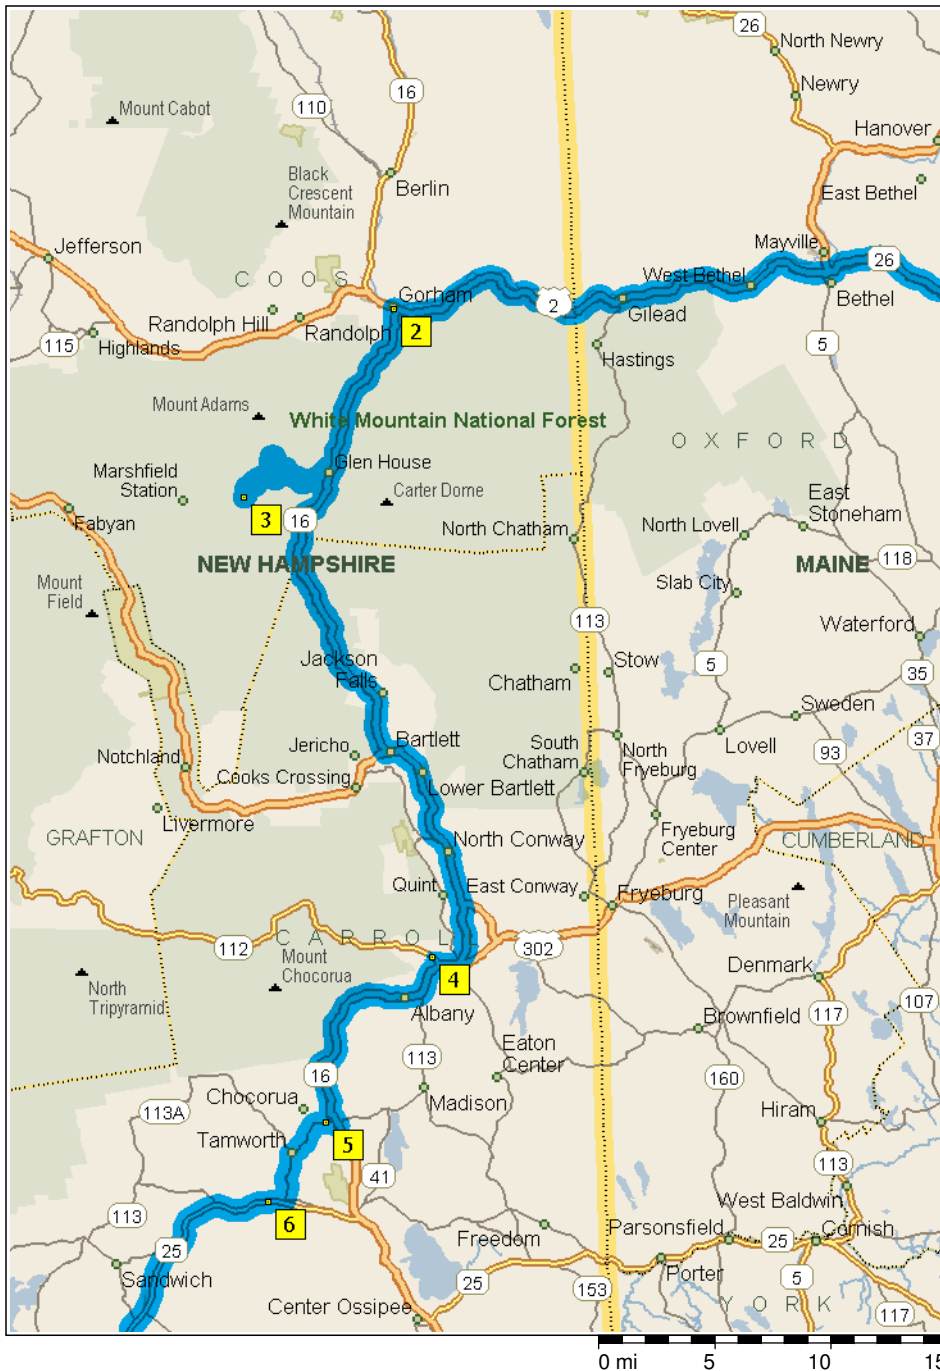 26
North Newry
16
Newry
110
Mount Cabot
Hanover
Black
Crescent
Mountain
Berlin
East Bethel
Jefferson
Mayville
26
COOS
West Bethel
Gorham
2
Bethel
Gilead
Randolph Hill
Randolph
2
115
Highlands
5
Hastings
Mount Adams
White Mountain National Forest
OXFORD
Glen House
Marshfield
Station
Carter Dome
East
Stoneham
Fabyan
3
16
North Chatham
North Lovell
NEW HAMPSHIRE
MAINE
118
Mount
Field
Slab City
113
Waterford
Jackson
Falls
Stow
5
35
Chatham
Sweden
Jericho
Bartlett
South
Chatham
North
Fryeburg
Lovell
93
37
Notchland
Cooks Crossing
Lower Bartlett
Livermore
GRAFTON
North Conway
Fryeburg
Center
CUMBERLAND
Quint
East Conway
Fryeburg
Pleasant
Mountain
CARROLL
112
302
Mount
Chocorua
4
Denmark
North
Tripyramid
Albany
107
117
Brownfield
Eaton
Center
113
16
160
Chocorua
113A
Madison
Hiram
Tamworth
5
113
41
West Baldwin
113
6
Freedom
Parsonsfield
25
Cornish
25
Sandwich
Porter
25
153
5
Center Ossipee
YORK
117
0 mi
5
10
15